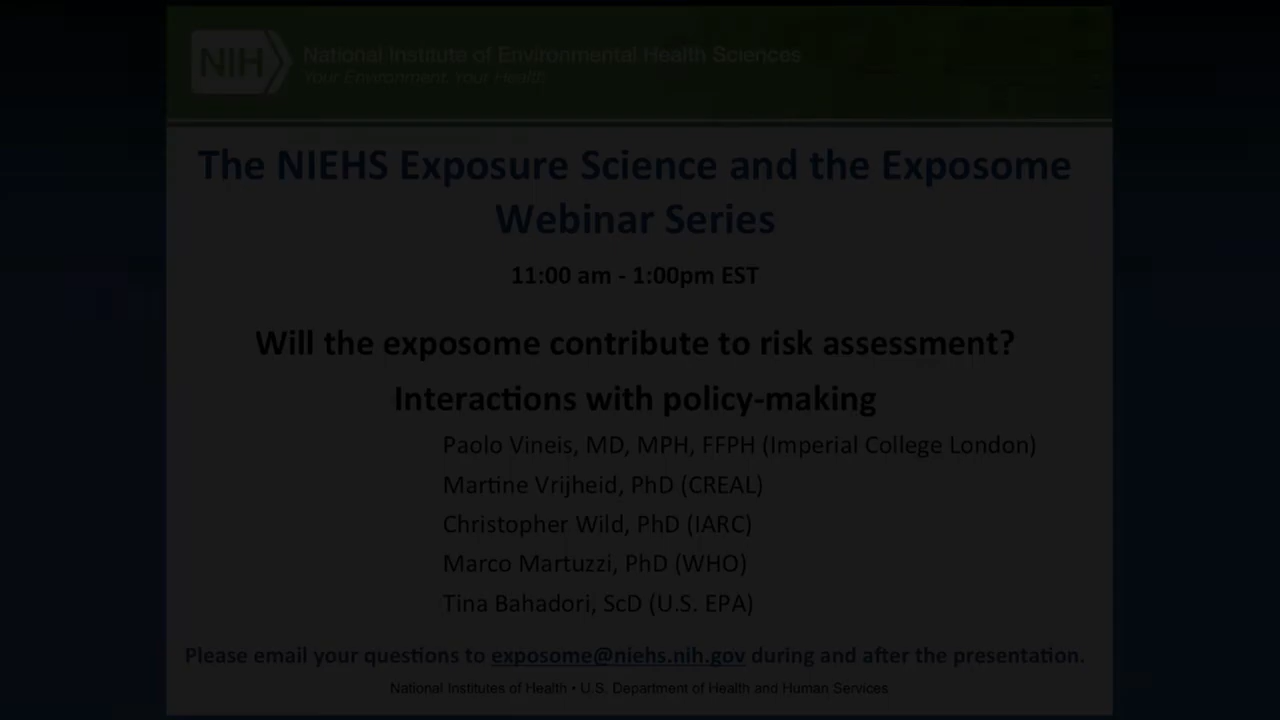 NIH
National Institute of Environmental Health Sciences
Your Environment. Your Health.
The NIEHS Exposure Science and the Exposome
Webinar Series
11:00 am - 1:00pm EST
Will the exposome contribute to risk assessment?
Interactions with policy-making
Paolo Vineis, MD, MPH, FFPH (Imperial College London)
Martine Vrijheid, PhD (CREAL)
Christopher Wild, PhD (IARC)
Marco Martuzzi, PhD (WHO)
Tina Bahadori, ScD (U.S. EPA)
Please email your questions to exposome@niehs.nih.gov during and after the presentation.
National Institutes of Health • U.S. Department of Health and Human Services